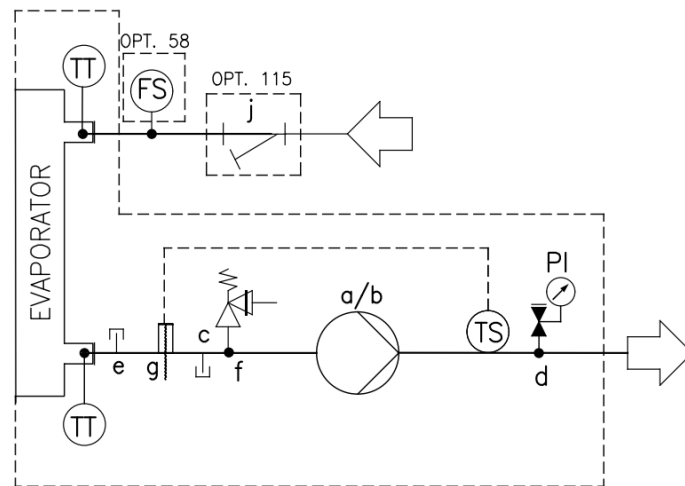 OPT. 58
TT
FS
OPT. 115
j
EVAPORATOR
PI
a/b
c
TS
e
g
f
d
TT